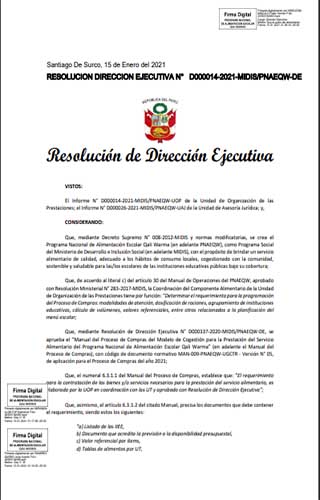 Firma Digital
PROGRAMA NACIONAL
DE ALIMENTACIÓN ESCOLAR
QALI WARMA
Santiago De Surco, 15 de Enero del 2021
RESOLUCION DIRECCION EJECUTIVA N° D000014-2021-MIDIS/PNAEQW-DE
REPÚBLICA DEL PERÚ
Resolución de Dirección Ejecutiva
VISTOS:
El Informe N° D000014-2021-MIDIS/PNAEQW-UOP de la Unidad de Organización de las
Prestaciones; el Informe N° D000026-2021-MIDIS/PNAEQW-UAJ de la Unidad de Asesoría Jurídica; y,
CONSIDERANDO:
Que, mediante Decreto Supremo N° 008-2012-MIDIS y normas modificatorias, se crea el
Programa Nacional de Alimentación Escolar Qali Warma (en adelante PNAEQW), como Programa Social
del Ministerio de Desarrollo e Inclusión Social (en adelante MIDIS), con el propósito de brindar un servicio
alimentario de calidad, adecuado a los hábitos de consumo locales, cogestionado con la comunidad,
sostenible y saludable para las/los escolares de las instituciones educativas públicas bajo su cobertura;
Que, de acuerdo al literal c) del artículo 30 del Manual de Operaciones del PNAEQW, aprobado
con Resolución Ministerial N° 283-2017-MIDIS, la Coordinación del Componente Alimentario de la Unidad
de Organización de las Prestaciones tiene por función: "Determinar el requerimiento para la programación
del Proceso de Compras: modalidades de atención, dosificación de raciones, agrupamiento de instituciones
educativas, cálculo de volúmenes, valores referenciales, entre otros relacionados a la planificación del
menú escolar;
Que, mediante Resolución de Dirección Ejecutiva N° D000137-2020-MIDIS/PNAEQW-DE, se
aprueba el "Manual del Proceso de Compras del Modelo de Cogestión para la Prestación del Servicio
Alimentario del Programa Nacional de Alimentación Escolar Qali Warma" (en adelante el Manual del
Proceso de Compras), con código de documento normativo MAN-009-PNAEQW-UGCTR - Versión N° 05,
de aplicación para el Proceso de Compras del año 2021;
Que, el numeral 6.3.1.1 del Manual del Proceso de Compras, establece que: "El requerimiento
para la contratación de los bienes y/o servicios necesarios para la prestación del servicio alimentario, es
elaborado por la UOP en coordinación con las UT y aprobado con Resolución de Dirección Ejecutiva";
Que, asimismo, el artículo 6.3.1.2 del citado Manual, precisa los documentos que debe contener
el requerimiento, siendo estos los siguientes:
a) Listado de las IIEE,
b) Documento que acredite la previsión o la disponibilidad presupuestal,
c) Valor referencial por ítems,
d) Tablas de alimentos por UT,
Firma Digital
PROGRAMA NACIONAL
DE ALIMENTACIÓN ESCOLAR
QALI WARMA
Firma Digital
PROGRAMA NACIONAL
DE ALIMENTACIÓN ESCOLAR
QALI WARMA